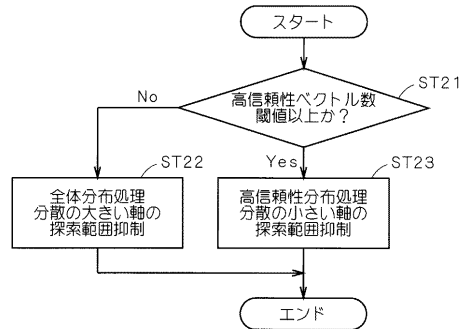 スタート
ST21
高信頼性ベクトル数
閾値以上か?
No
Yes
ST22
全体分布処理
分散の大きい軸の
探索範囲抑制
ST23
高信頼性分布処理
分散の小さい軸の
探索範囲抑制
エンド